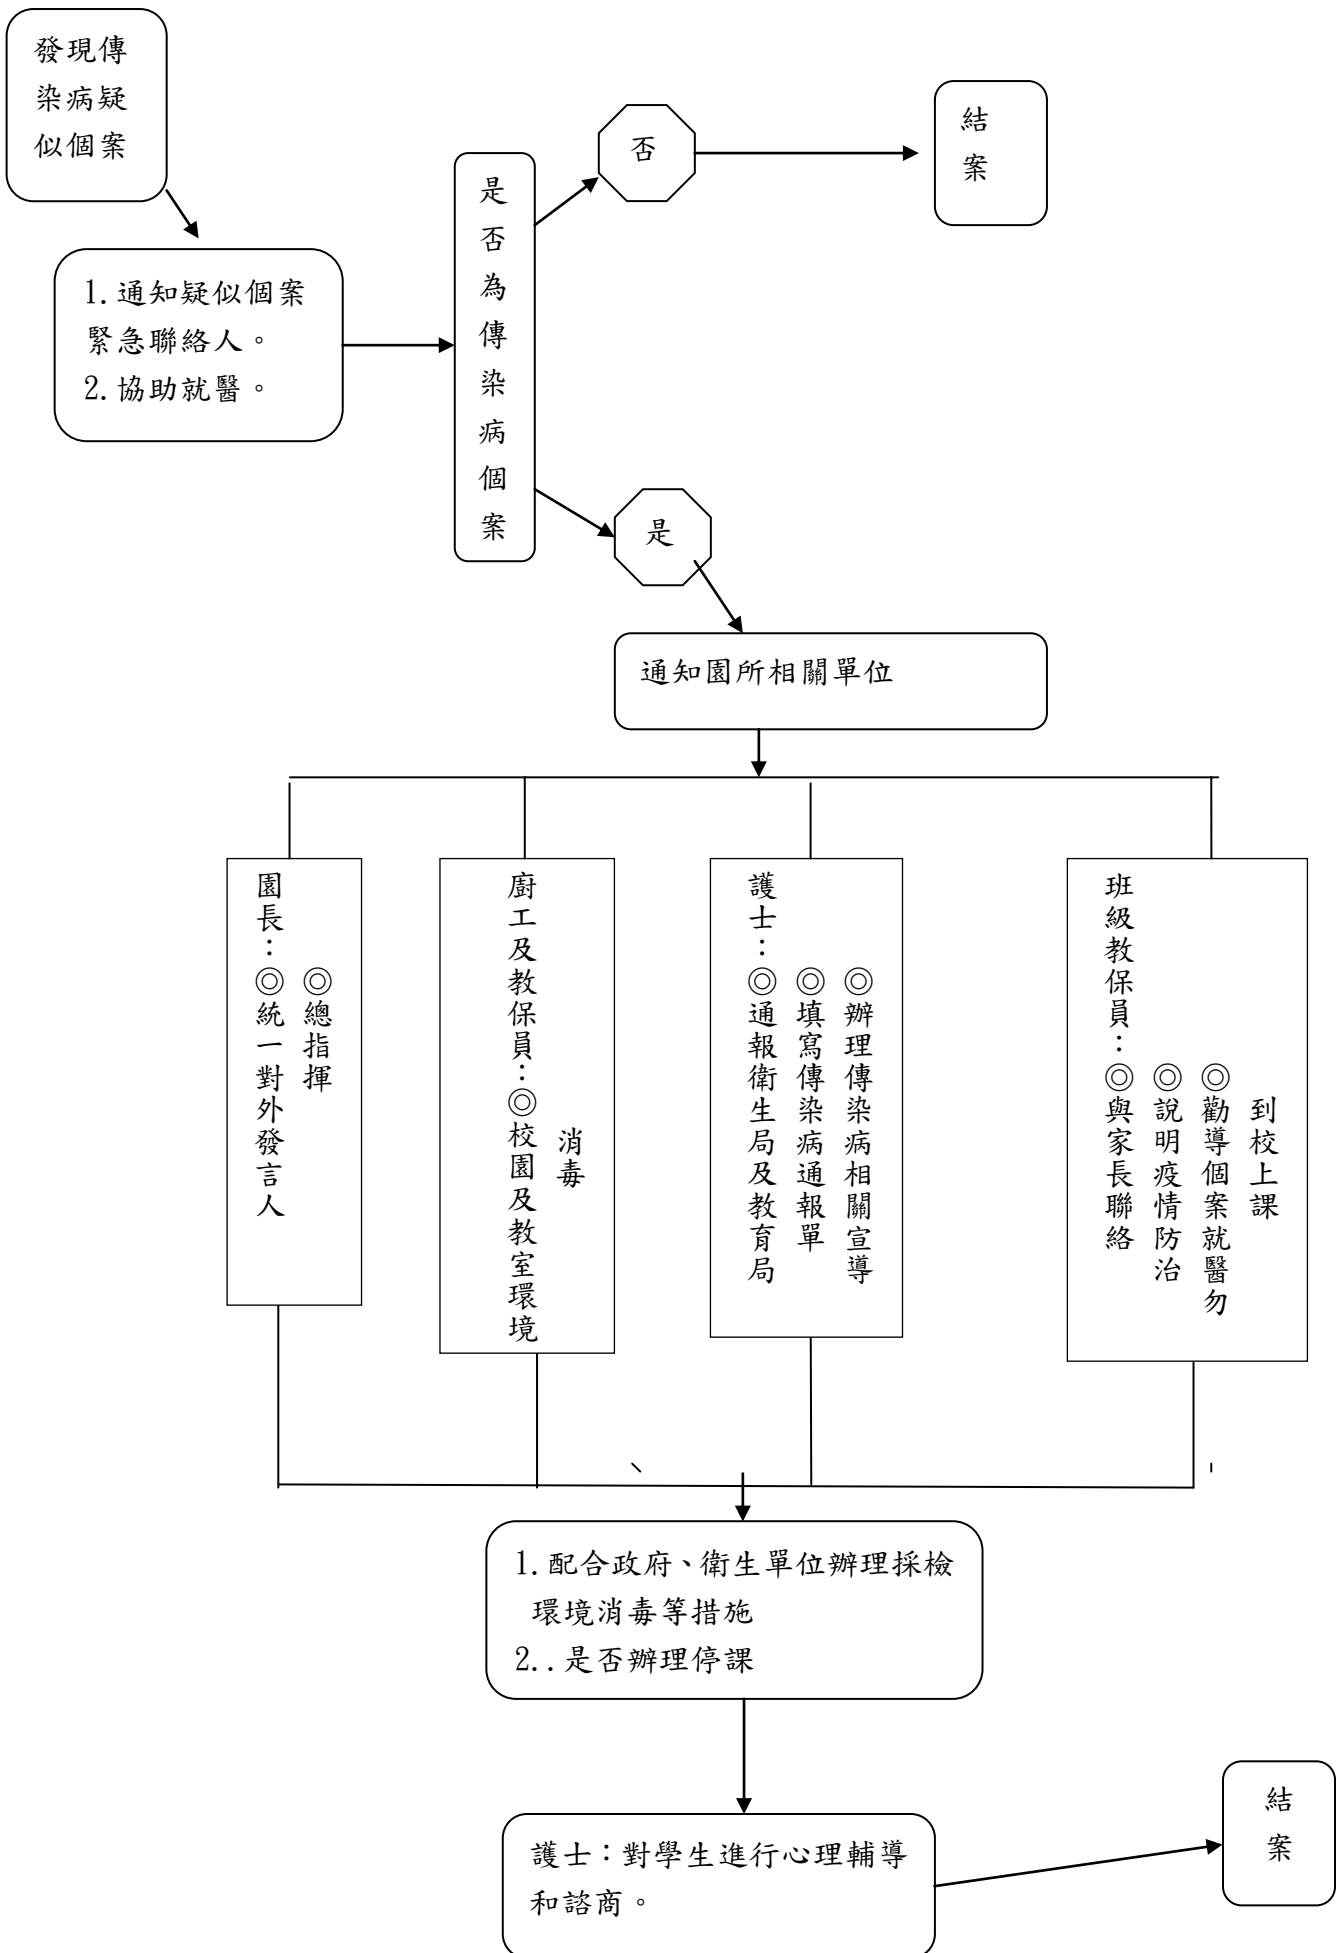 發現傳
染病疑
似個案
1.通知疑似個案
緊急聯絡人。
2.協助就醫。
是否為傳染病個案
否
結
案
是
通知園所相關單位
園長：◎統一對外發言人
◎總指揮
廚工及教保員：◎校園及教室環境
消毒
護士：◎通報衛生局及教育局
◎填寫傳染病通報單
◎辦理傳染病相關宣導
班級教保員：◎與家長聯絡
◎說明疫情防治
◎勸導個案就醫勿
到校上課
1.配合政府、衛生單位辦理採檢
環境消毒等措施
2..是否辦理停課
護士：對學生進行心理輔導
和諮商。
結
案